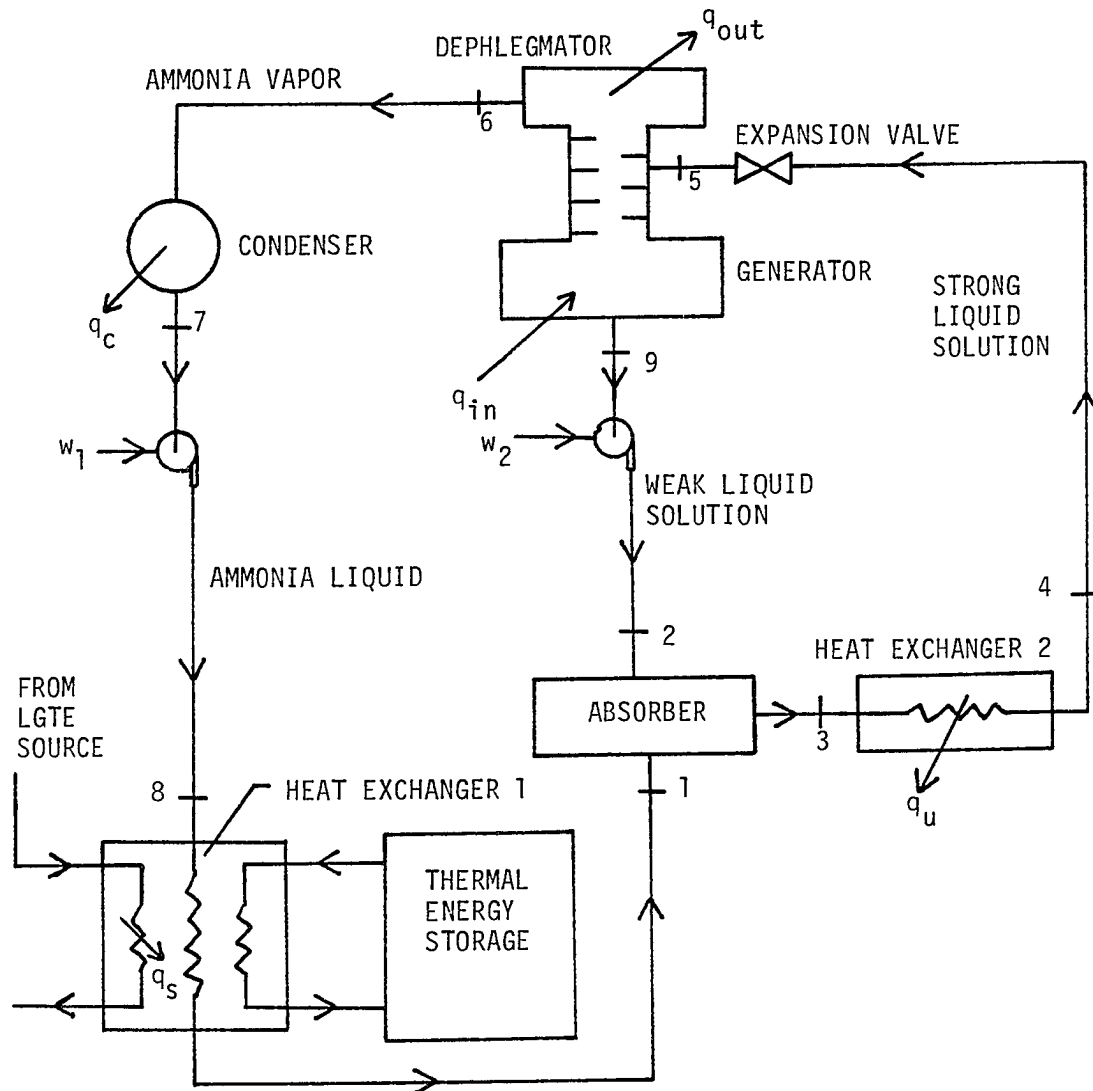 q_out
DEPHLEGMATOR
AMMONIA VAPOR
6
EXPANSION VALVE
5
CONDENSER
GENERATOR
STRONG
LIQUID
SOLUTION
q_c
7
9
q_in
w_1
w_2
WEAK LIQUID
SOLUTION
AMMONIA LIQUID
4
2
HEAT EXCHANGER 2
FROM
LGTE
SOURCE
ABSORBER
3
8
HEAT EXCHANGER 1
1
q_u
THERMAL
ENERGY
STORAGE
q_s